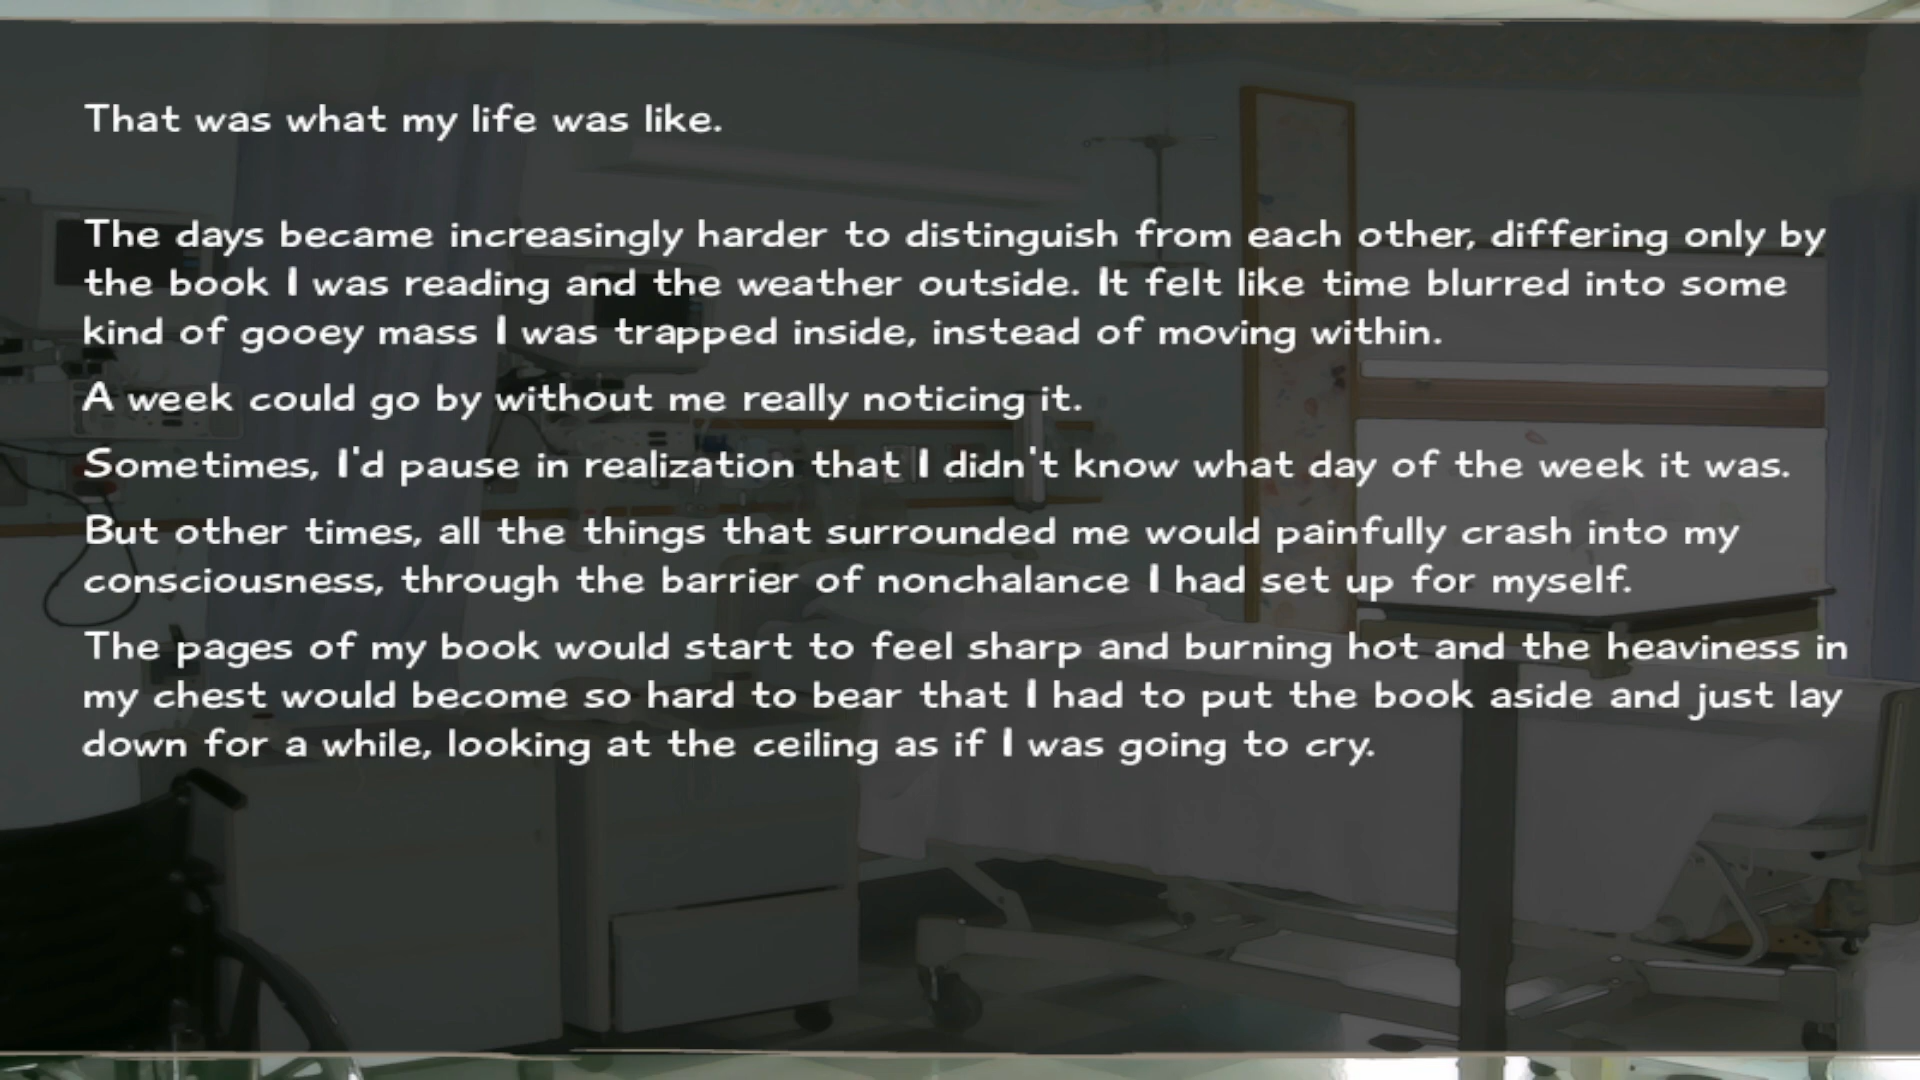 That was what my life was like.
The days became increasingly harder to distinguish from each other, differing only by
the book I was reading and the weather outside. It felt like time blurred into some
kind of gooey mass I was trapped inside, instead of moving within.
A week could go by without me really noticing it.
Sometimes, I'd pause in realization that I didn't know what day of the week it was.
But other times, all the things that surrounded me would painfully crash into my
consciousness, through the barrier of nonchalance I had set up for myself.
The pages of my book would start to feel sharp and burning hot and the heaviness in
my chest would become so hard to bear that I had to put the book aside and just lay
down for a while, looking at the ceiling as if I was going to cry.